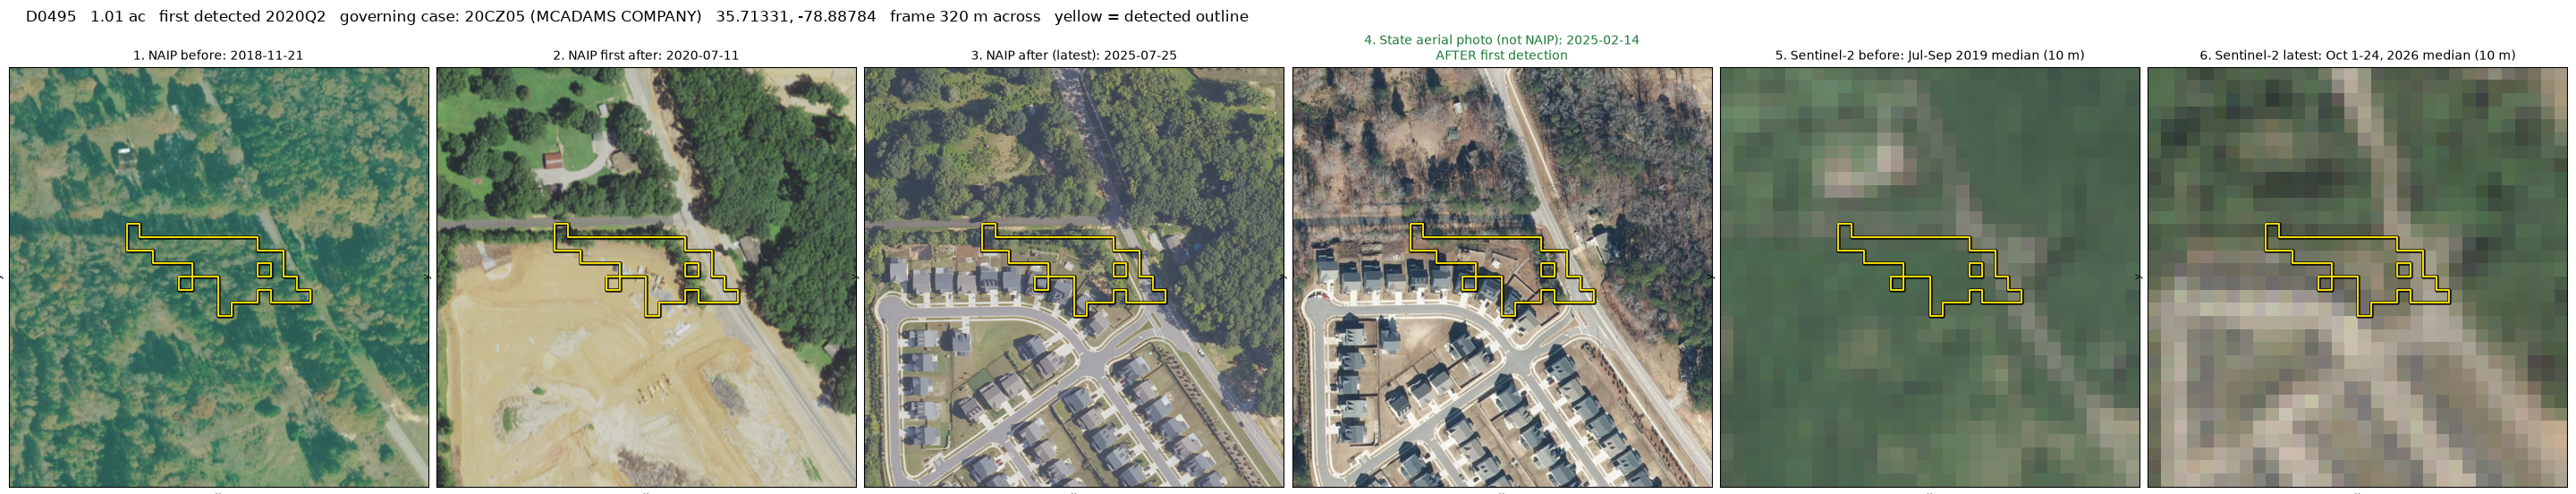 D0495 1.01 ac first detected 2020Q2 governing case: 20CZ05 (MCADAMS COMPANY) 35.71331, -78.88784 frame 320 m across yellow = detected outline
1. NAIP before: 2018-11-21
2. NAIP first after: 2020-07-11
3. NAIP after (latest): 2025-07-25
4. State aerial photo (not NAIP): 2025-02-14
AFTER first detection
5. Sentinel-2 before: Jul-Sep 2019 median (10 m)
6. Sentinel-2 latest: Oct 1-24, 2026 median (10 m)